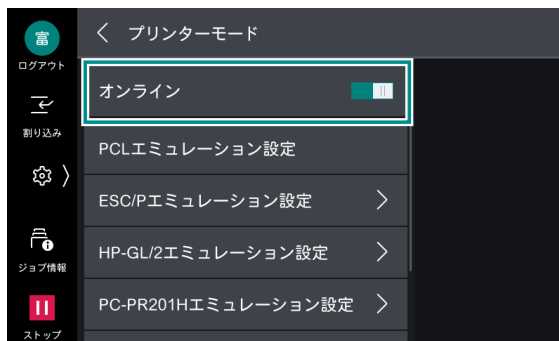 富
ログアウト
割り込み
ジョブ情報
ストップ
プリンターモード
オンライン
PCLエミュレーション設定
ESC/Pエミュレーション設定
HP-GL/2エミュレーション設定
PC-PR201Hエミュレーション設定